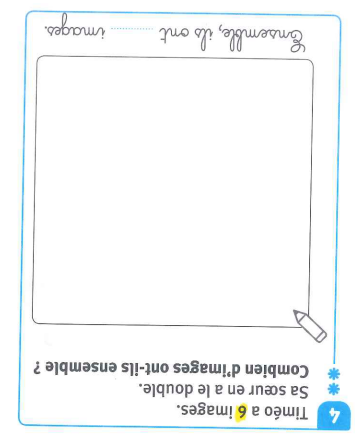 4 Timéo a 6 images.
Sa sœur en a le double.
Combien d'images ont-ils ensemble ?
Ensemble, ils ont .............. images.